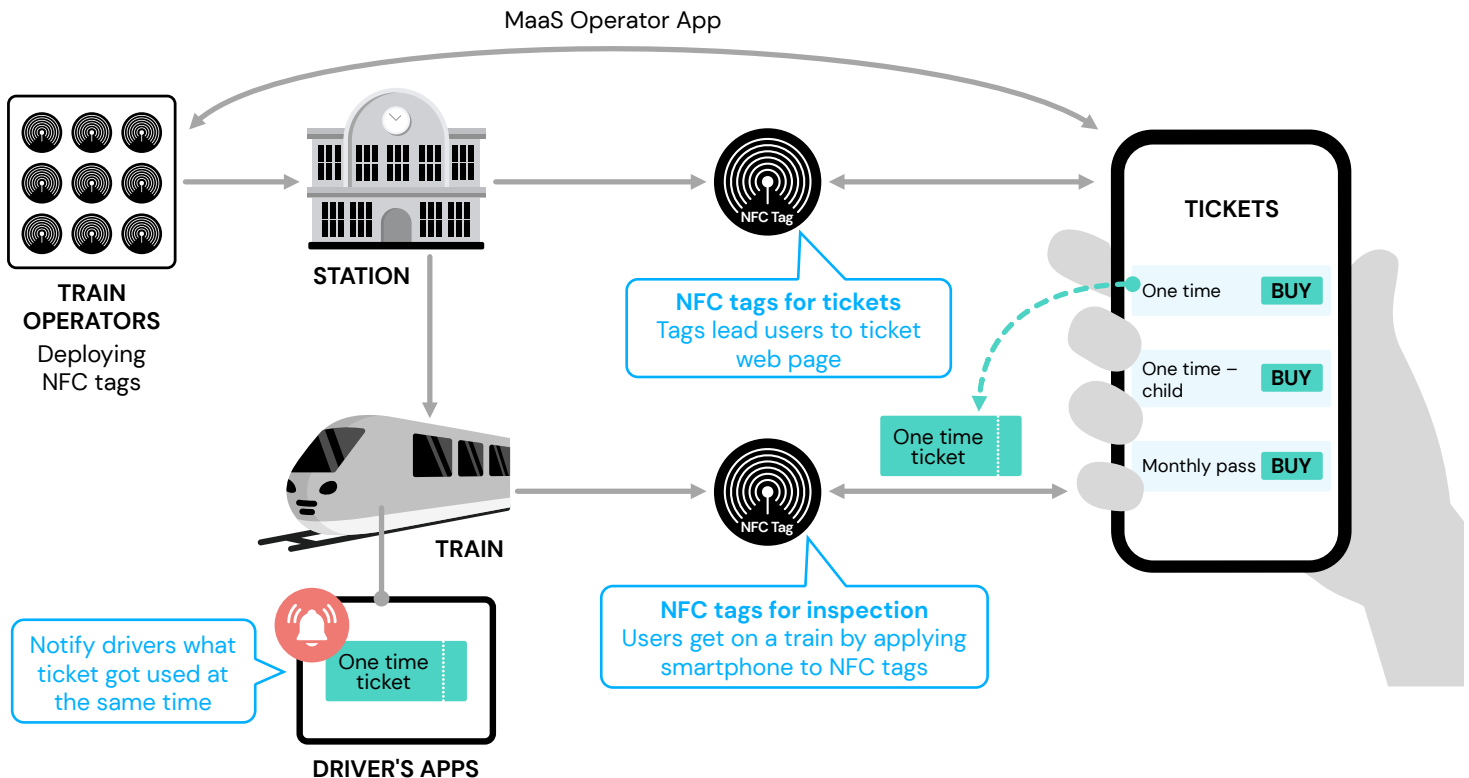 MaaS Operator App
TRAIN
OPERATORS
Deploying
NFC tags
STATION
NFC Tag
NFC tags for tickets
Tags lead users to ticket
web page
TICKETS
One time
BUY
One time –
child
BUY
Monthly pass
BUY
One time
ticket
TRAIN
NFC Tag
NFC tags for inspection
Users get on a train by applying
smartphone to NFC tags
Notify drivers what
ticket got used at
the same time
One time
ticket
DRIVER'S APPS